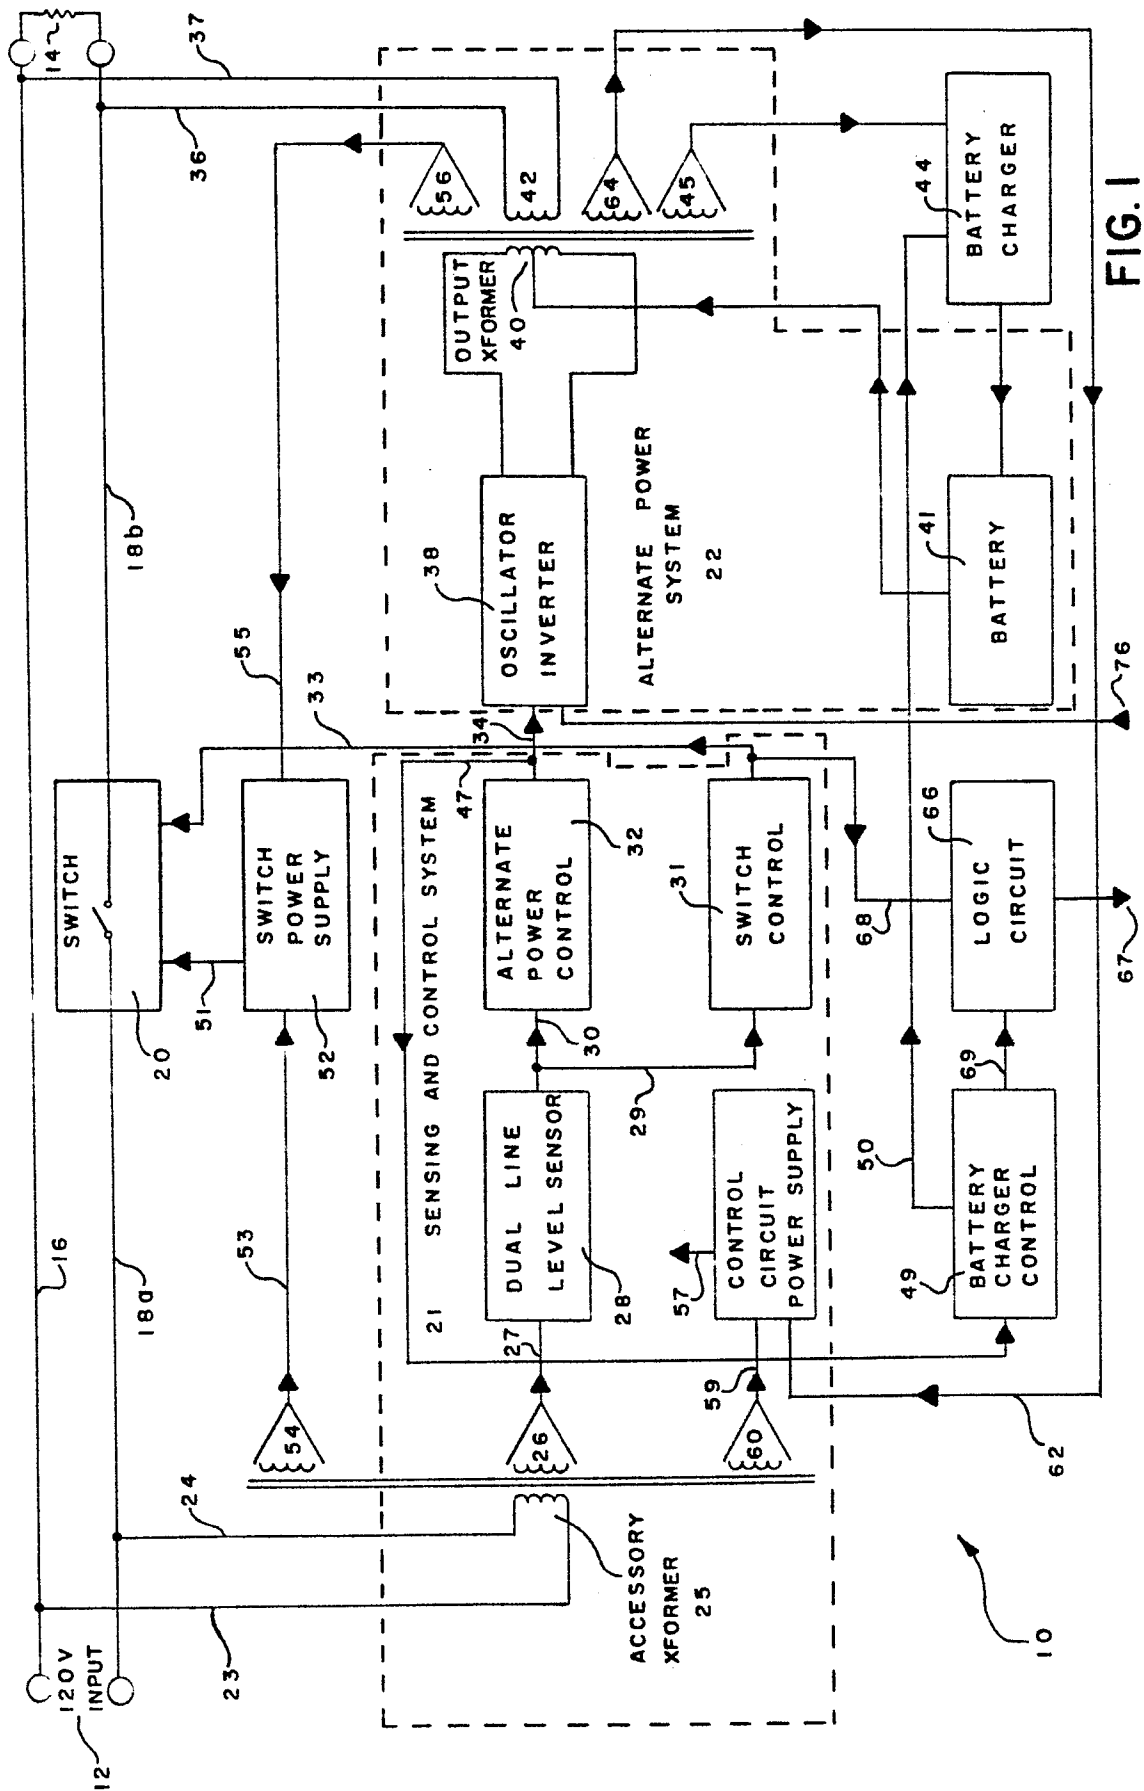 12
120V
INPUT
16
18a
18b
14
37
36
23
24
20
SWITCH
51
53
54
52
SWITCH
POWER
SUPPLY
55
33
56
21 SENSING AND CONTROL SYSTEM
47
34
ACCESSORY
XFORMER
25
26
27
DUAL LINE
LEVEL SENSOR
28
29
30
ALTERNATE
POWER
CONTROL
32
38
OSCILLATOR
INVERTER
OUTPUT
XFORMER
40
42
64
45
ALTERNATE POWER
SYSTEM
22
60
59
57
CONTROL
CIRCUIT
POWER SUPPLY
31
SWITCH
CONTROL
62
49
BATTERY
CHARGER
CONTROL
50
69
68
66
LOGIC
CIRCUIT
67
76
41
BATTERY
44
BATTERY
CHARGER
10
FIG. 1